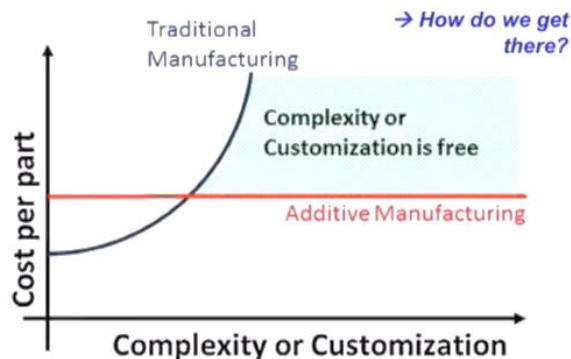 → How do we get
there?
Traditional
Manufacturing
Complexity or
Customization is free
Additive Manufacturing
Cost per part
Complexity or Customization